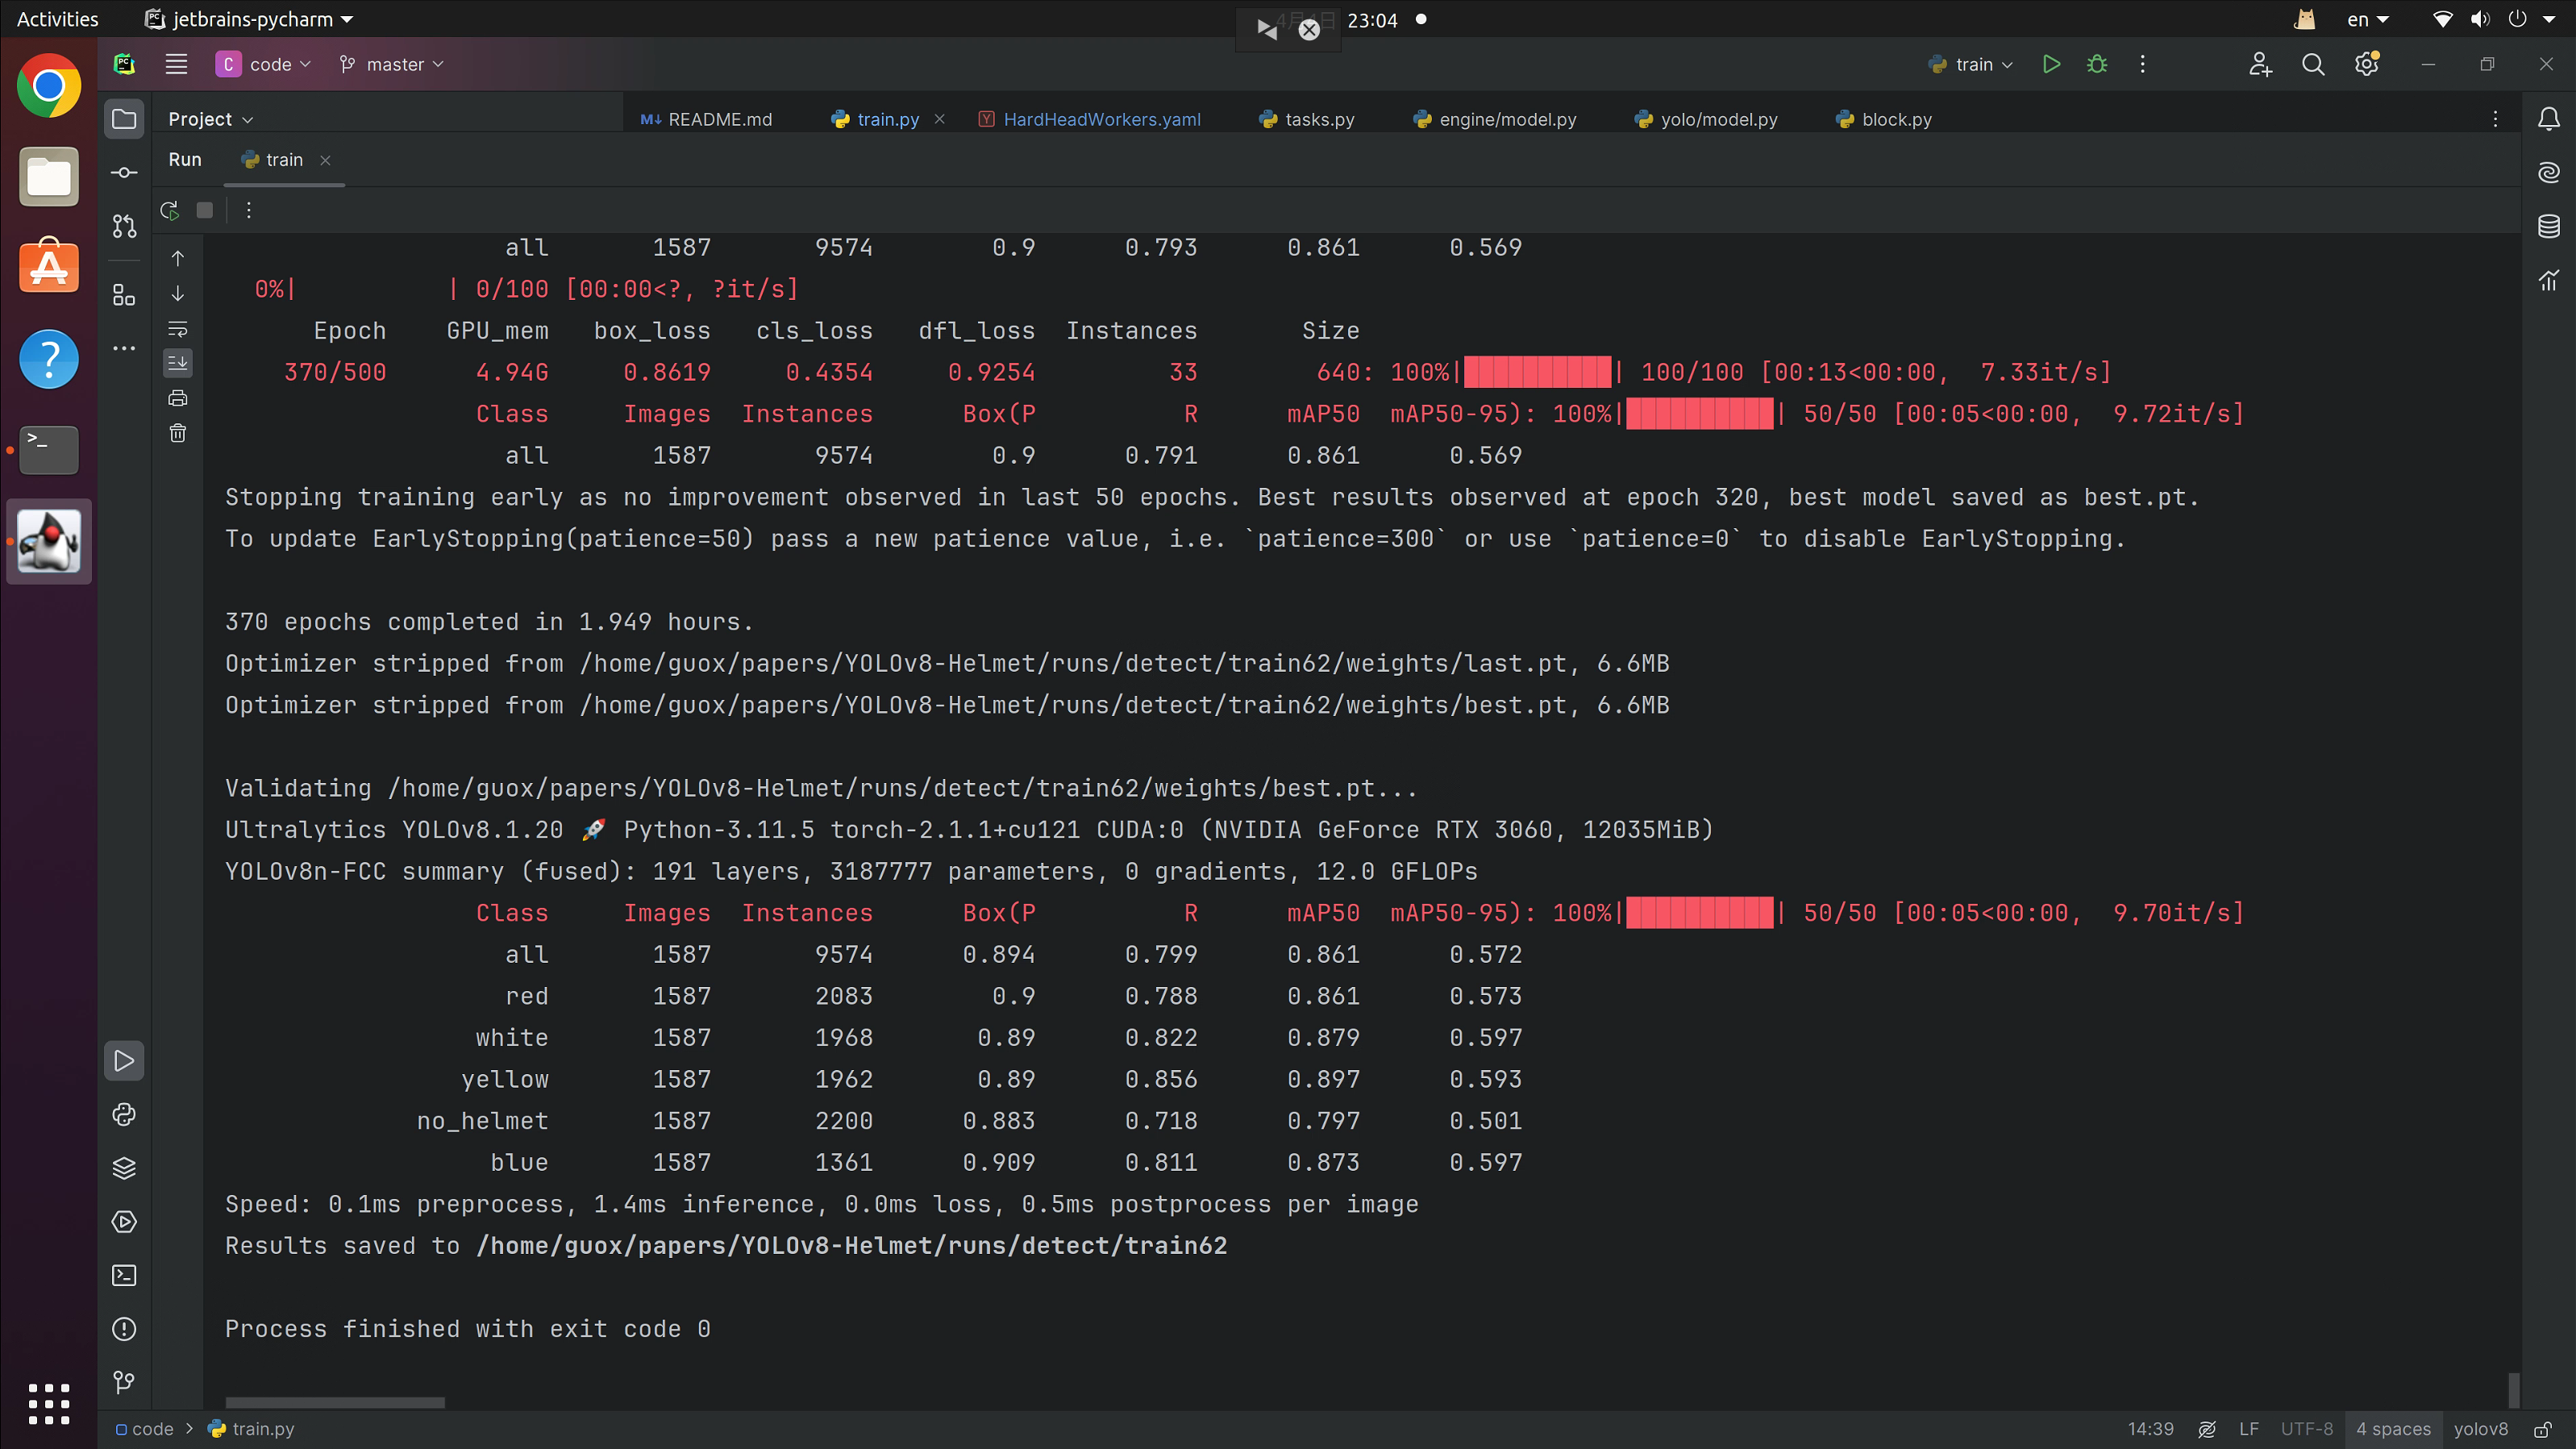 Activities jetbrains-pycharm 23:04 en
C code master train
Project README.md train.py HardHeadWorkers.yaml tasks.py engine/model.py yolo/model.py block.py
Run train
all 1587 9574 0.9 0.793 0.861 0.569
0%| | 0/100 [00:00<?, ?it/s]
Epoch GPU_mem box_loss cls_loss dfl_loss Instances Size
370/500 4.94G 0.8619 0.4354 0.9254 33 640: 100%|██████████| 100/100 [00:13<00:00, 7.33it/s]
Class Images Instances Box(P R mAP50 mAP50-95): 100%|██████████| 50/50 [00:05<00:00, 9.72it/s]
all 1587 9574 0.9 0.791 0.861 0.569
Stopping training early as no improvement observed in last 50 epochs. Best results observed at epoch 320, best model saved as best.pt.
To update EarlyStopping(patience=50) pass a new patience value, i.e. `patience=300` or use `patience=0` to disable EarlyStopping.
370 epochs completed in 1.949 hours.
Optimizer stripped from /home/guox/papers/YOLOv8-Helmet/runs/detect/train62/weights/last.pt, 6.6MB
Optimizer stripped from /home/guox/papers/YOLOv8-Helmet/runs/detect/train62/weights/best.pt, 6.6MB
Validating /home/guox/papers/YOLOv8-Helmet/runs/detect/train62/weights/best.pt...
Ultralytics YOLOv8.1.20 🚀 Python-3.11.5 torch-2.1.1+cu121 CUDA:0 (NVIDIA GeForce RTX 3060, 12035MiB)
YOLOv8n-FCC summary (fused): 191 layers, 3187777 parameters, 0 gradients, 12.0 GFLOPs
Class Images Instances Box(P R mAP50 mAP50-95): 100%|██████████| 50/50 [00:05<00:00, 9.70it/s]
all 1587 9574 0.894 0.799 0.861 0.572
red 1587 2083 0.9 0.788 0.861 0.573
white 1587 1968 0.89 0.822 0.879 0.597
yellow 1587 1962 0.89 0.856 0.897 0.593
no_helmet 1587 2200 0.883 0.718 0.797 0.501
blue 1587 1361 0.909 0.811 0.873 0.597
Speed: 0.1ms preprocess, 1.4ms inference, 0.0ms loss, 0.5ms postprocess per image
Results saved to /home/guox/papers/YOLOv8-Helmet/runs/detect/train62
Process finished with exit code 0
code > train.py 14:39 LF UTF-8 4 spaces yolov8